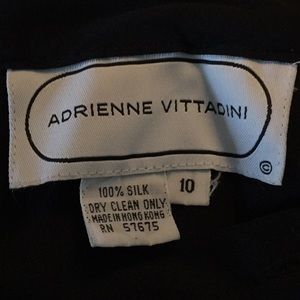 ADRIENNE VITTADINI
©
100% SILK
10
DRY CLEAN ONLY
MADE IN HONG KONG
RN 57675